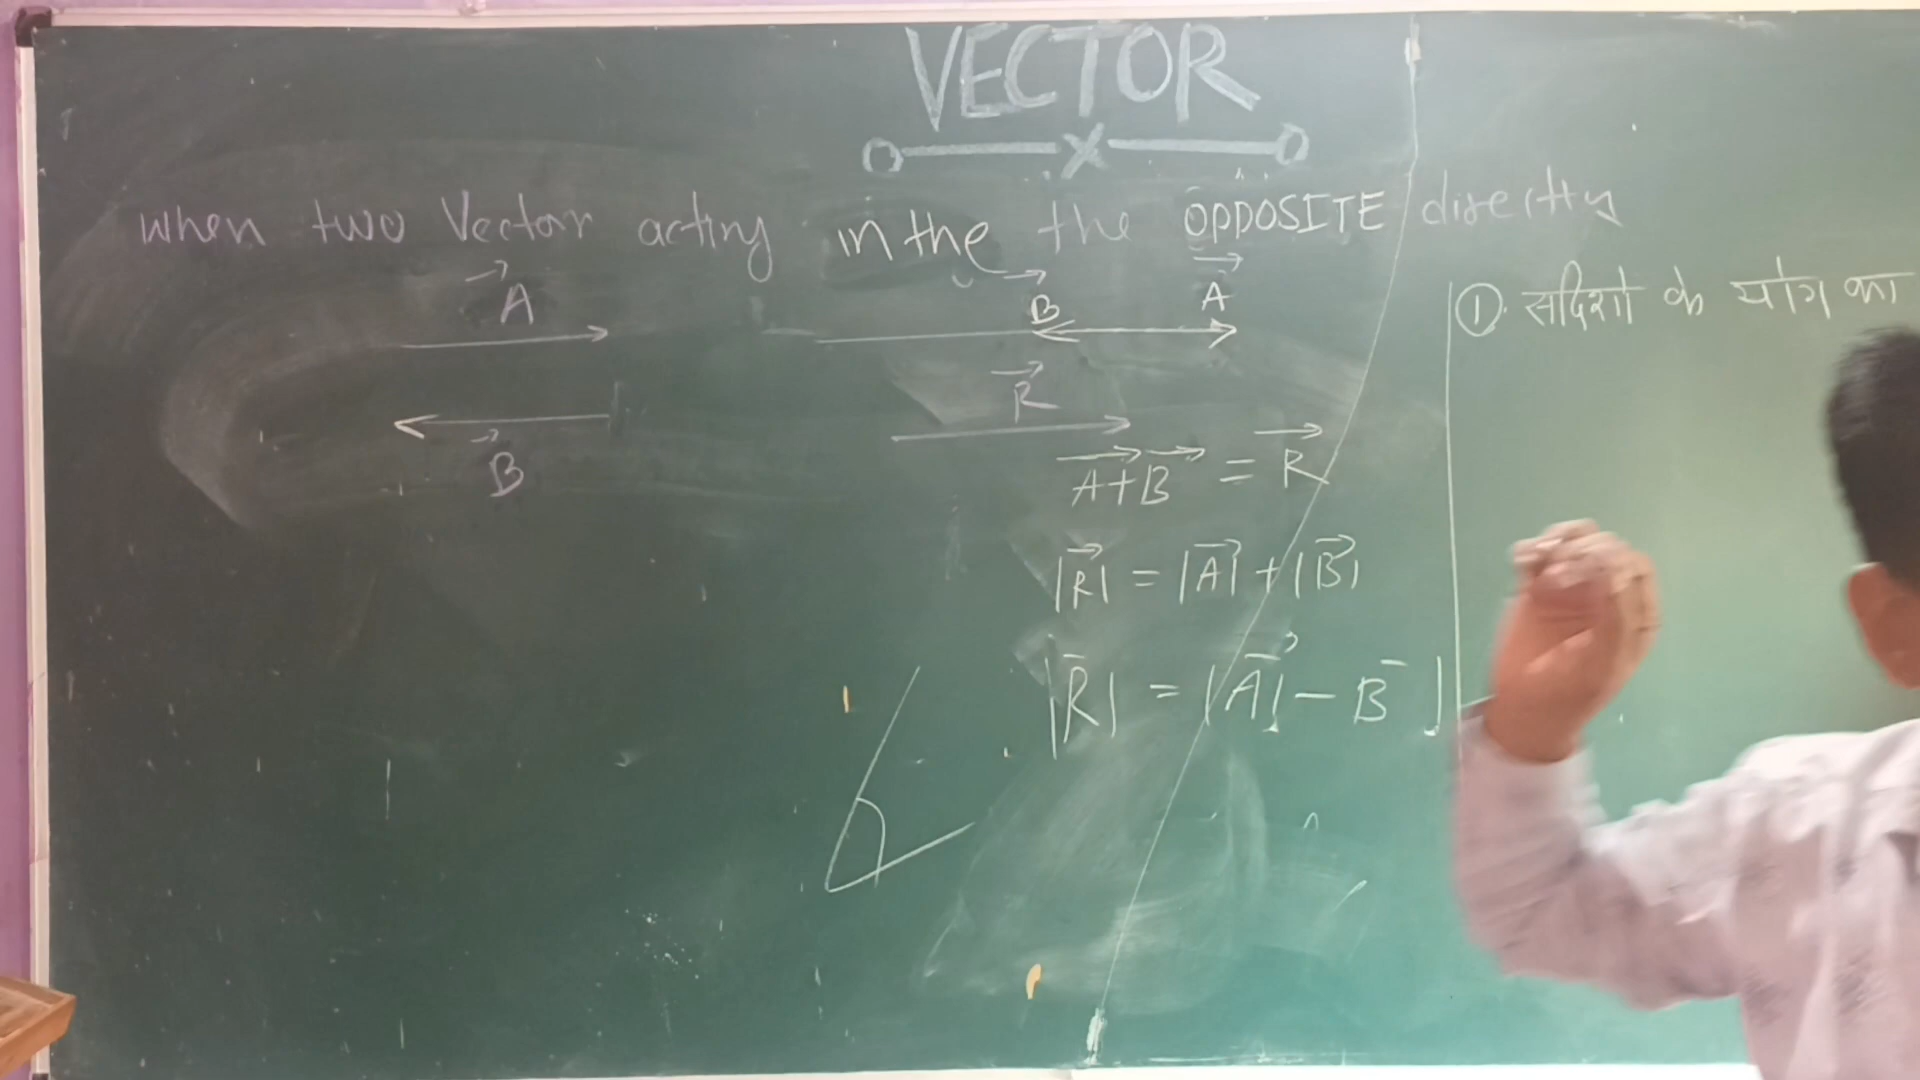 VECTOR
when two Vector acting in the the OPPOSITE directly
A⃗
B⃗ A⃗
B⃗
R⃗
A⃗+B⃗ = R⃗
|R⃗| = |A⃗| + |B⃗|
|R̄| = |A⃗| - B̄ |
① सदिशो के योग का